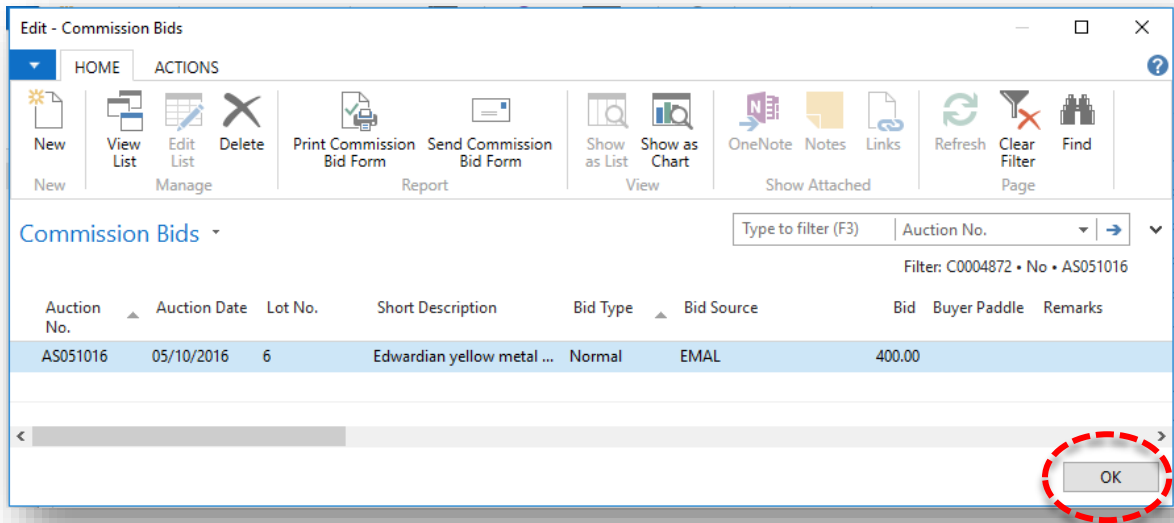 Edit - Commission Bids
HOME ACTIONS
New View List Edit List Delete Print Commission Bid Form Send Commission Bid Form Show as List Show as Chart OneNote Notes Links Refresh Clear Filter Find
New Manage Report View Show Attached Page
Commission Bids Type to filter (F3) Auction No.
Filter: C0004872 • No • AS051016
Auction No. Auction Date Lot No. Short Description Bid Type Bid Source Bid Buyer Paddle Remarks
AS051016 05/10/2016 6 Edwardian yellow metal ... Normal EMAL 400.00
OK